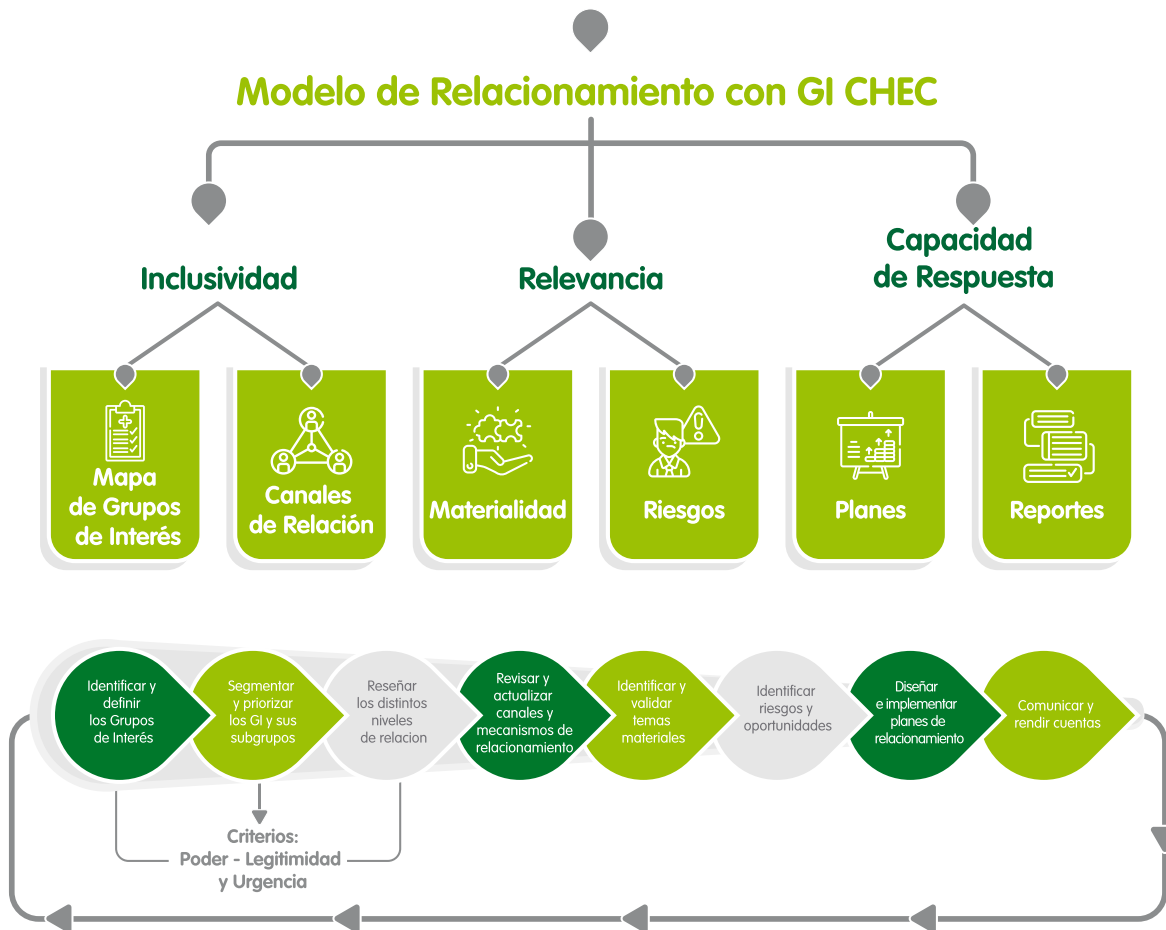 Modelo de Relacionamiento con GI CHEC
Inclusividad
Relevancia
Capacidad
de Respuesta
Mapa
de Grupos
de Interés
Canales
de Relación
Materialidad
Riesgos
Planes
Reportes
Identificar y
definir
los Grupos
de Interés
Segmentar
y priorizar
los GI y sus
subgrupos
Reseñar
los distintos
niveles
de relacion
Revisar y
actualizar
canales y
mecanismos de
relacionamiento
Identificar y
validar
temas
materiales
Identificar
riesgos y
oportunidades
Diseñar
e implementar
planes de
relacionamiento
Comunicar y
rendir cuentas
Criterios:
Poder - Legitimidad
y Urgencia